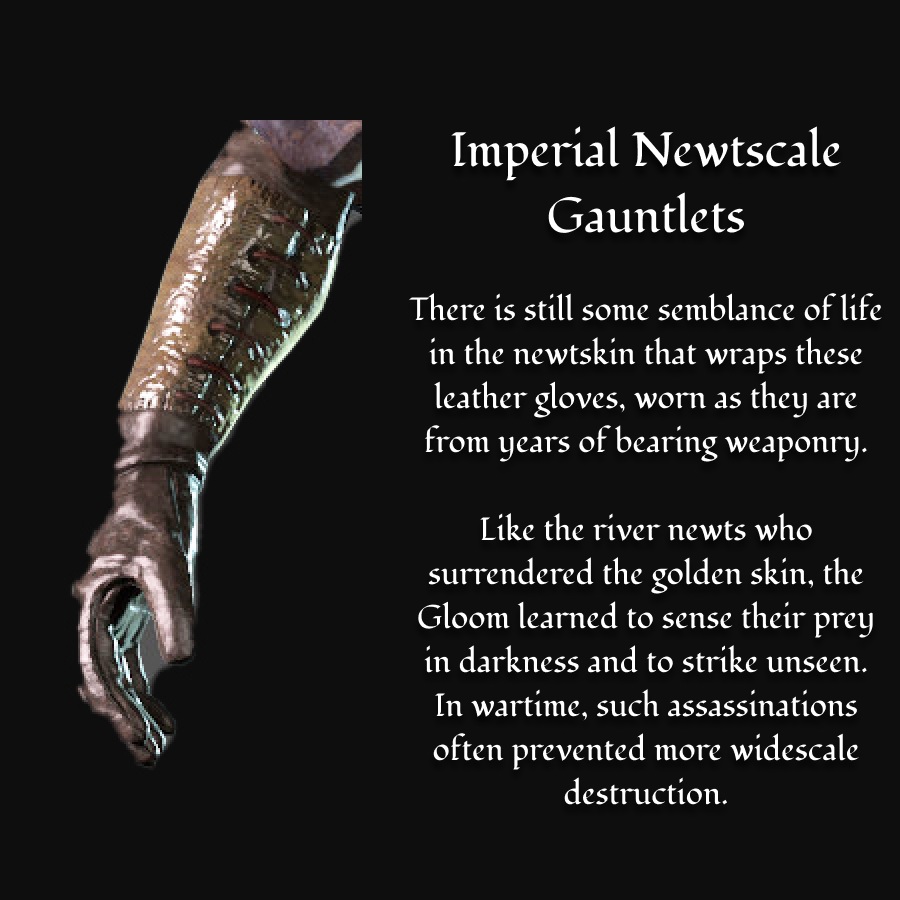 Imperial Newtscale
Gauntlets
There is still some semblance of life
in the newtskin that wraps these
leather gloves, worn as they are
from years of bearing weaponry.
Like the river newts who
surrendered the golden skin, the
Gloom learned to sense their prey
in darkness and to strike unseen.
In wartime, such assassinations
often prevented more widescale
destruction.